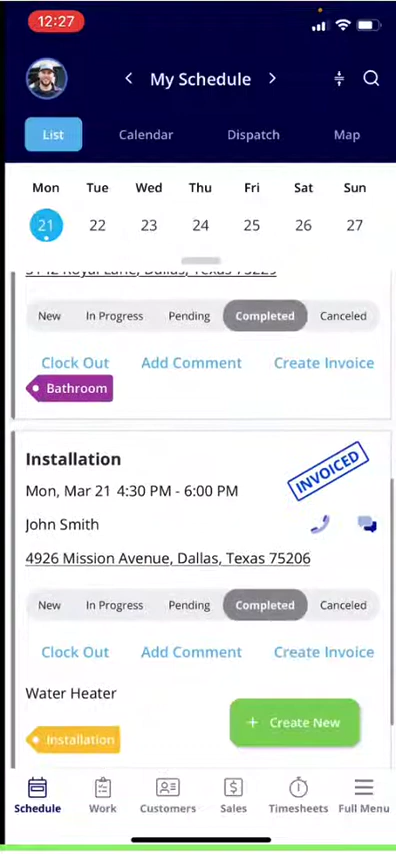 12:27
My Schedule
List Calendar Dispatch Map
Mon Tue Wed Thu Fri Sat Sun
21 22 23 24 25 26 27
Royal Lane, Dallas, Texas
New In Progress Pending Completed Canceled
Clock Out Add Comment Create Invoice
Bathroom
Installation
INVOICED
Mon, Mar 21 4:30 PM - 6:00 PM
John Smith
4926 Mission Avenue, Dallas, Texas 75206
New In Progress Pending Completed Canceled
Clock Out Add Comment Create Invoice
Water Heater
+ Create New
Installation
Schedule Work Customers Sales Timesheets Full Menu